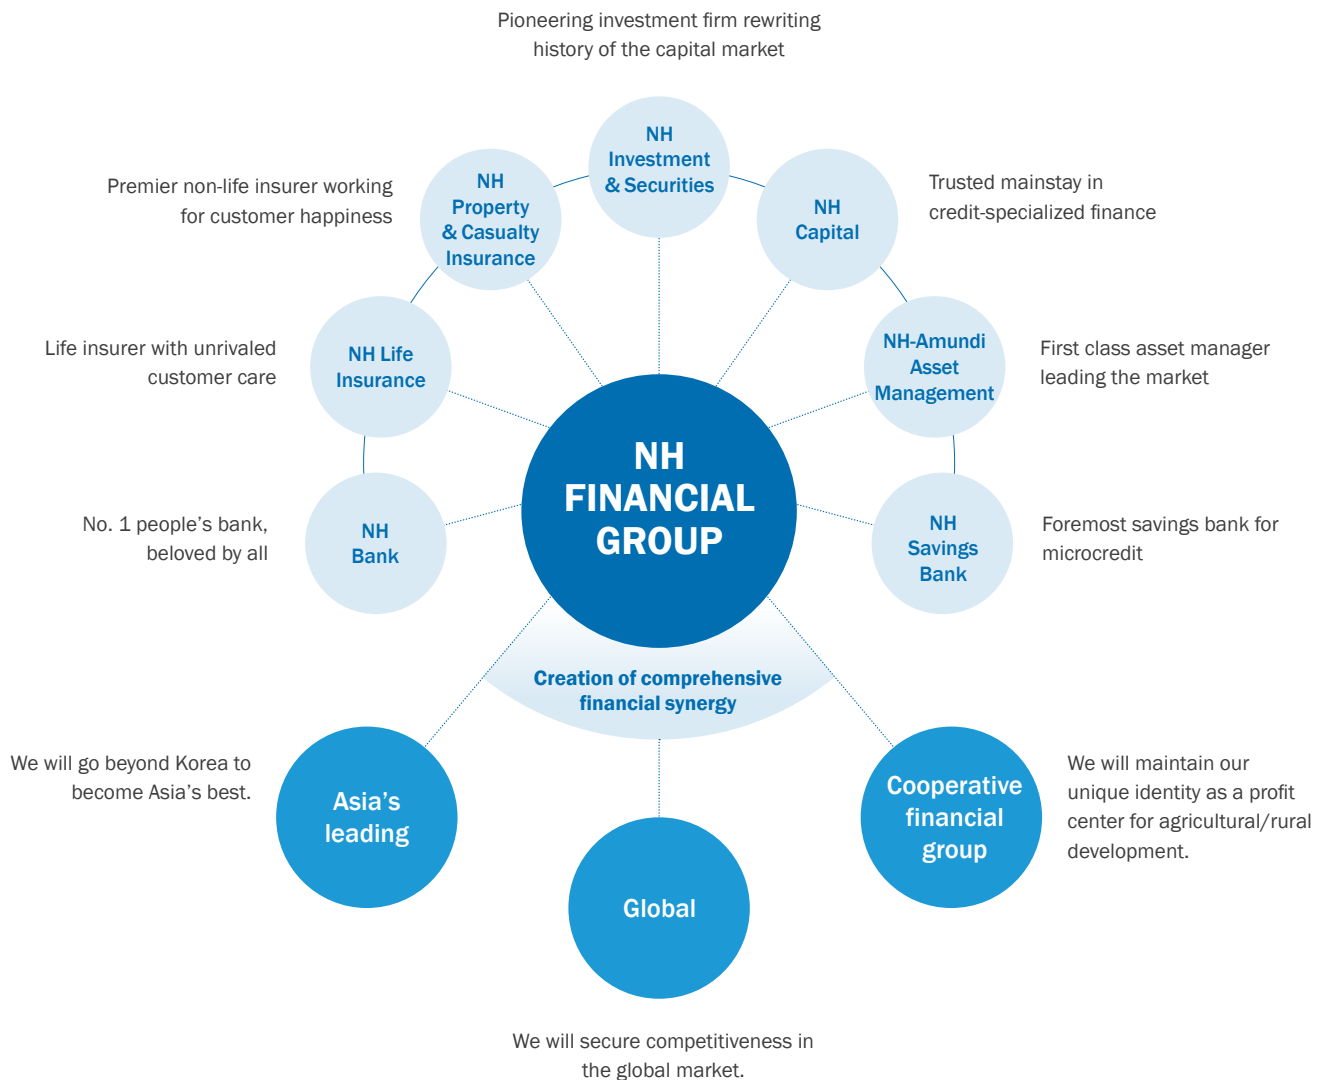 Pioneering investment firm rewriting
history of the capital market
NH
Investment
& Securities
Premier non-life insurer working
for customer happiness
NH
Property
& Casualty
Insurance
NH
Capital
Trusted mainstay in
credit-specialized finance
Life insurer with unrivaled
customer care
NH Life
Insurance
NH-Amundi
Asset
Management
First class asset manager
leading the market
NH
FINANCIAL
GROUP
No. 1 people’s bank,
beloved by all
NH
Bank
NH
Savings
Bank
Foremost savings bank for
microcredit
Creation of comprehensive
financial synergy
We will go beyond Korea to
become Asia’s best.
Asia’s
leading
Global
We will secure competitiveness in
the global market.
Cooperative
financial
group
We will maintain our
unique identity as a profit
center for agricultural/rural
development.